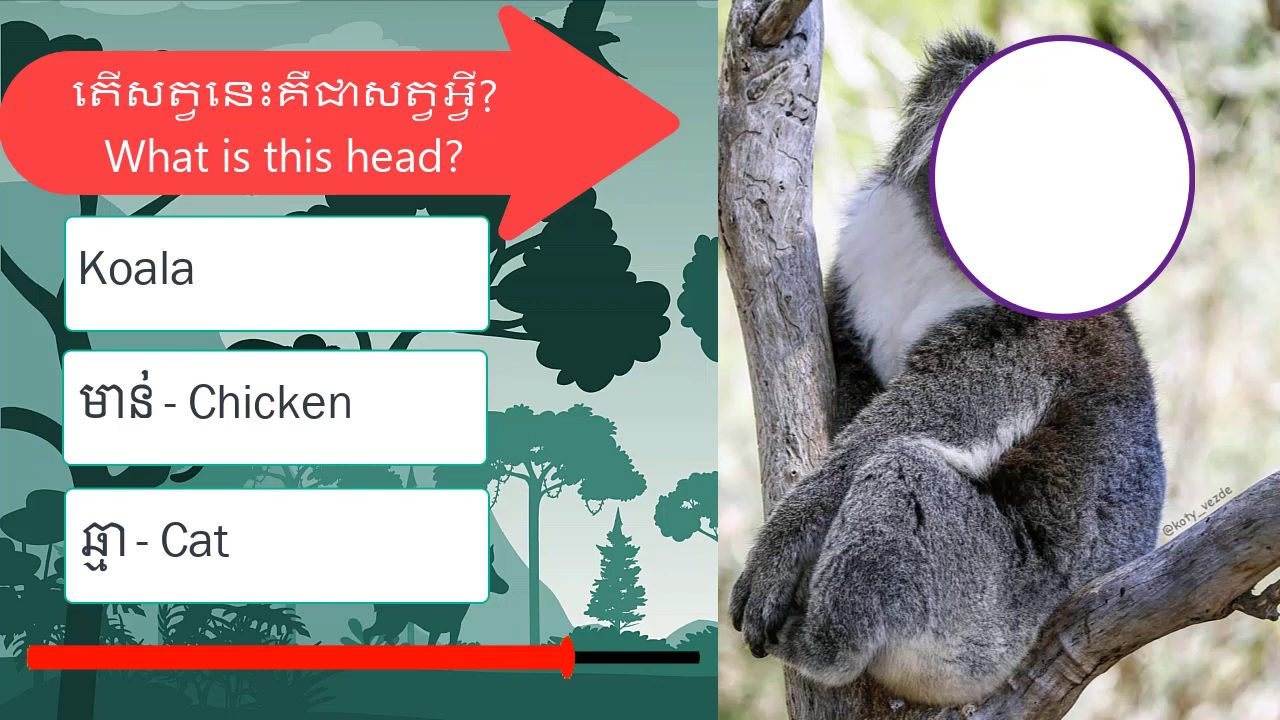 តើសត្វនេះគឺជាសត្វអ្វី?
What is this head?
Koala
មាន់ - Chicken
ឆ្មា - Cat
@koty_vezde